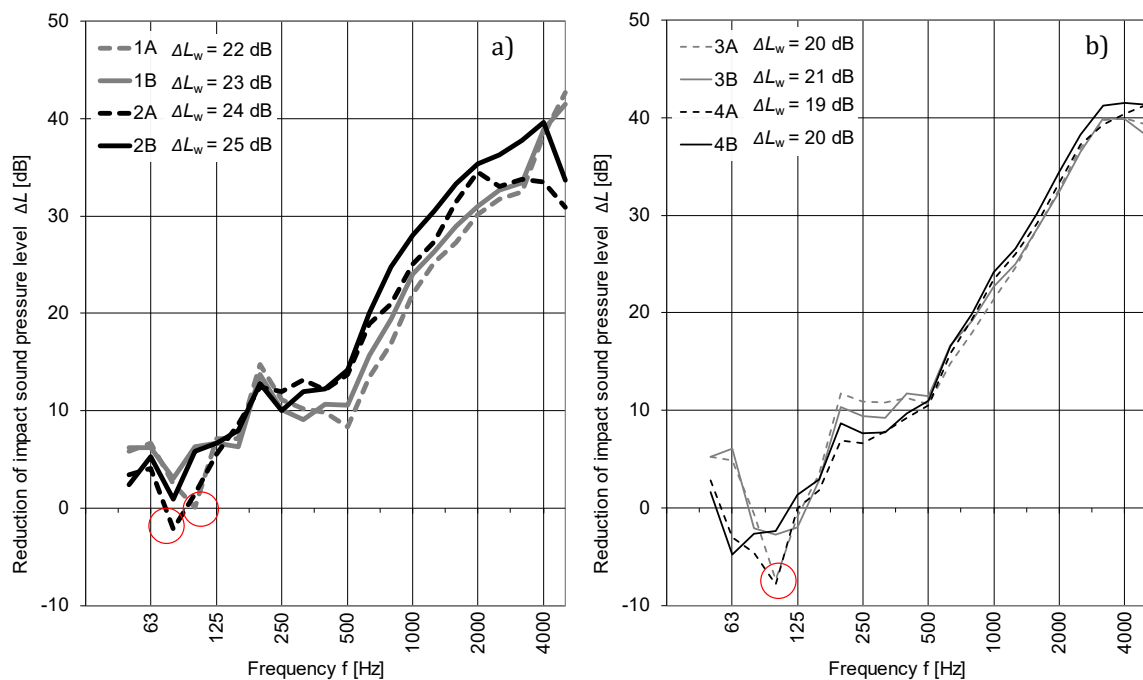 50
40
30
20
10
0
-10
Reduction of impact sound pressure level ΔL [dB]
a)
1A ΔLw = 22 dB
1B ΔLw = 23 dB
2A ΔLw = 24 dB
2B ΔLw = 25 dB
63
125
250
500
1000
2000
4000
Frequency f [Hz]
50
40
30
20
10
0
-10
Reduction of impact sound pressure level ΔL [dB]
b)
3A ΔLw = 20 dB
3B ΔLw = 21 dB
4A ΔLw = 19 dB
4B ΔLw = 20 dB
63
125
250
500
1000
2000
4000
Frequency f [Hz]